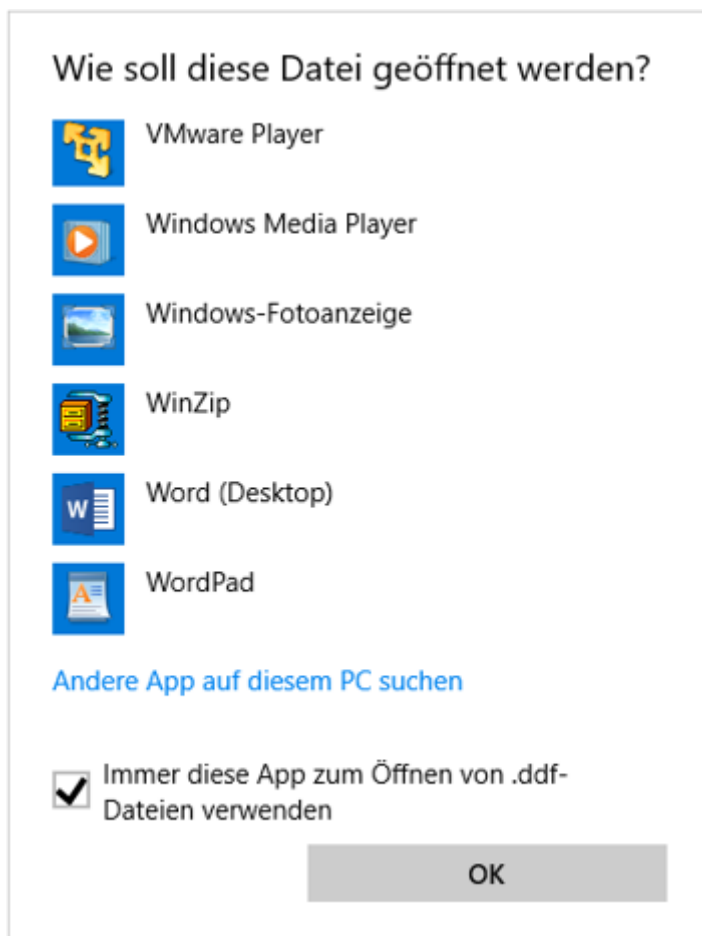 Wie soll diese Datei geöffnet werden?
VMware Player
Windows Media Player
Windows-Fotoanzeige
WinZip
W
Word (Desktop)
A
WordPad
Andere App auf diesem PC suchen
Immer diese App zum Öffnen von .ddf-
Dateien verwenden
OK